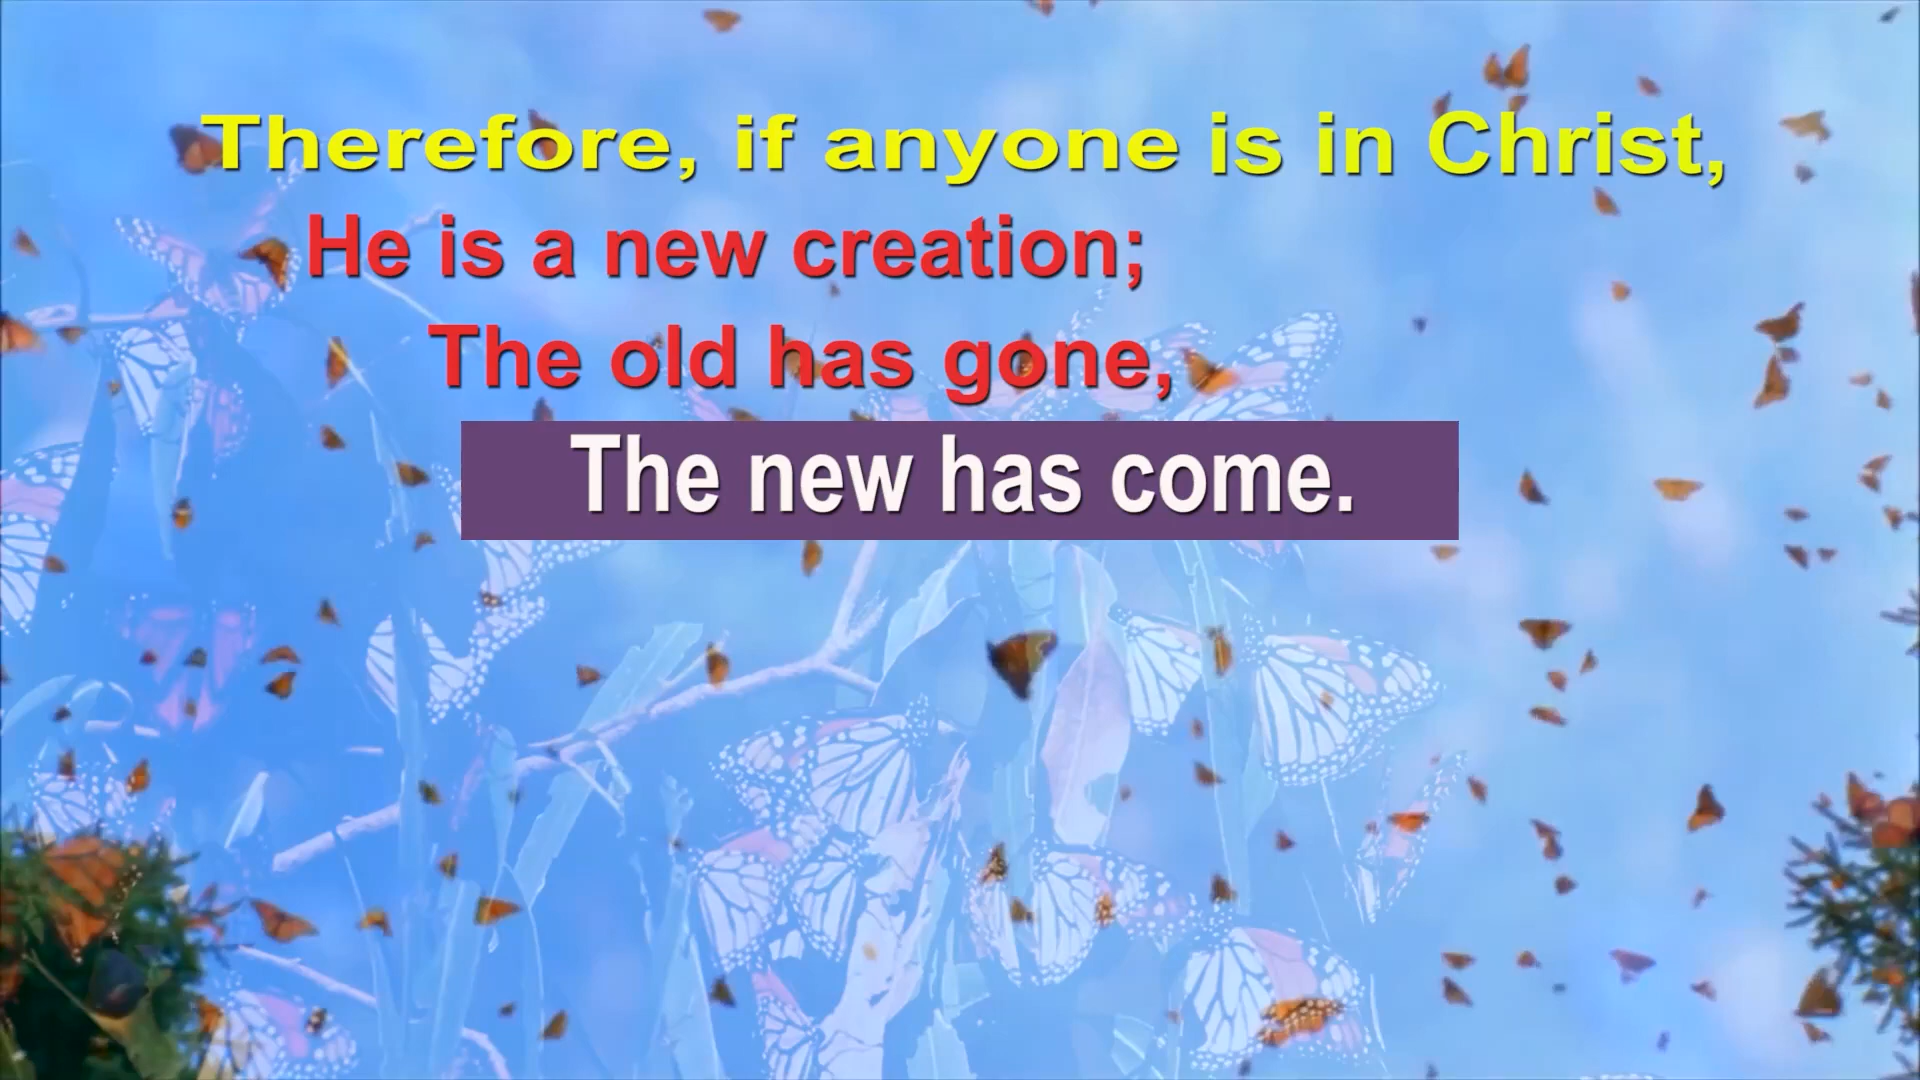 Therefore, if anyone is in Christ,
He is a new creation;
The old has gone,
The new has come.